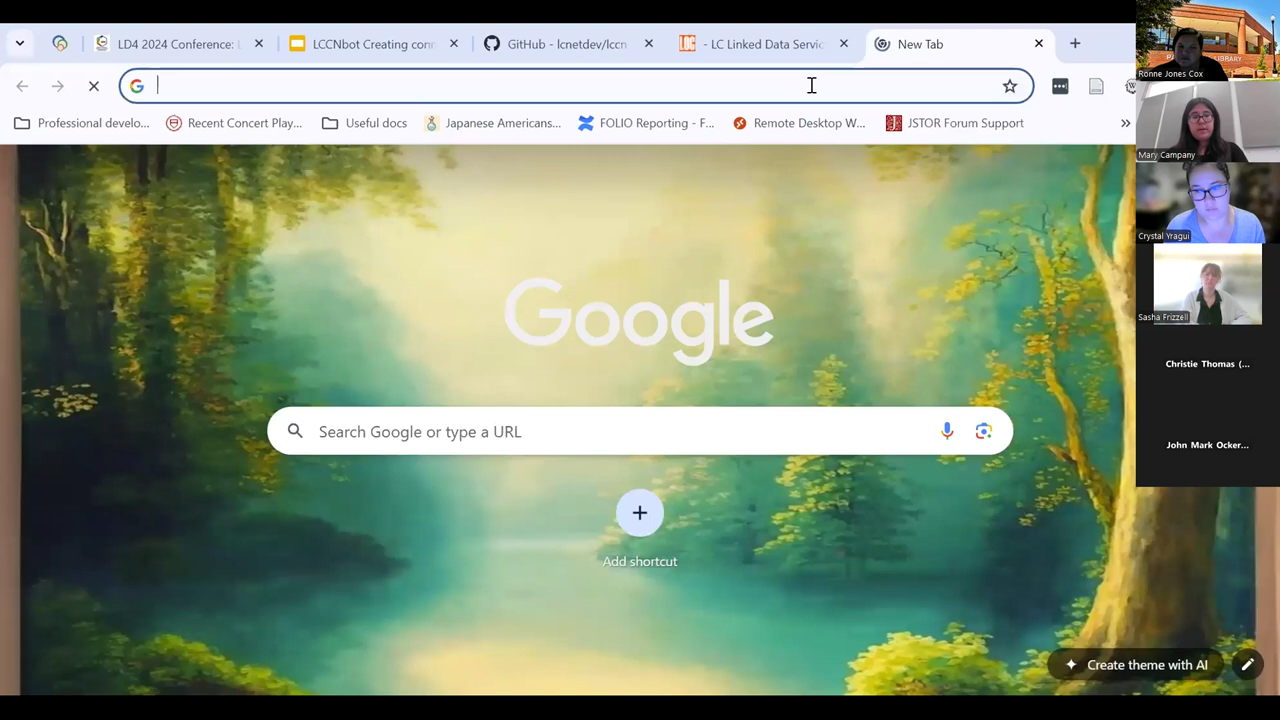 LD4 2024 Conference: L
LCCNbot Creating con
GitHub - lcnetdev/lccn
LOC
- LC Linked Data Servic
New Tab
Professional develo...
Recent Concert Play...
Useful docs
Japanese Americans...
FOLIO Reporting - F...
Remote Desktop W...
JSTOR Forum Support
Google
Search Google or type a URL
Add shortcut
Create theme with AI
Ronne Jones Cox
Mary Campany
Crystal Yragui
Sasha Frizzell
Christie Thomas (...
John Mark Ocker...